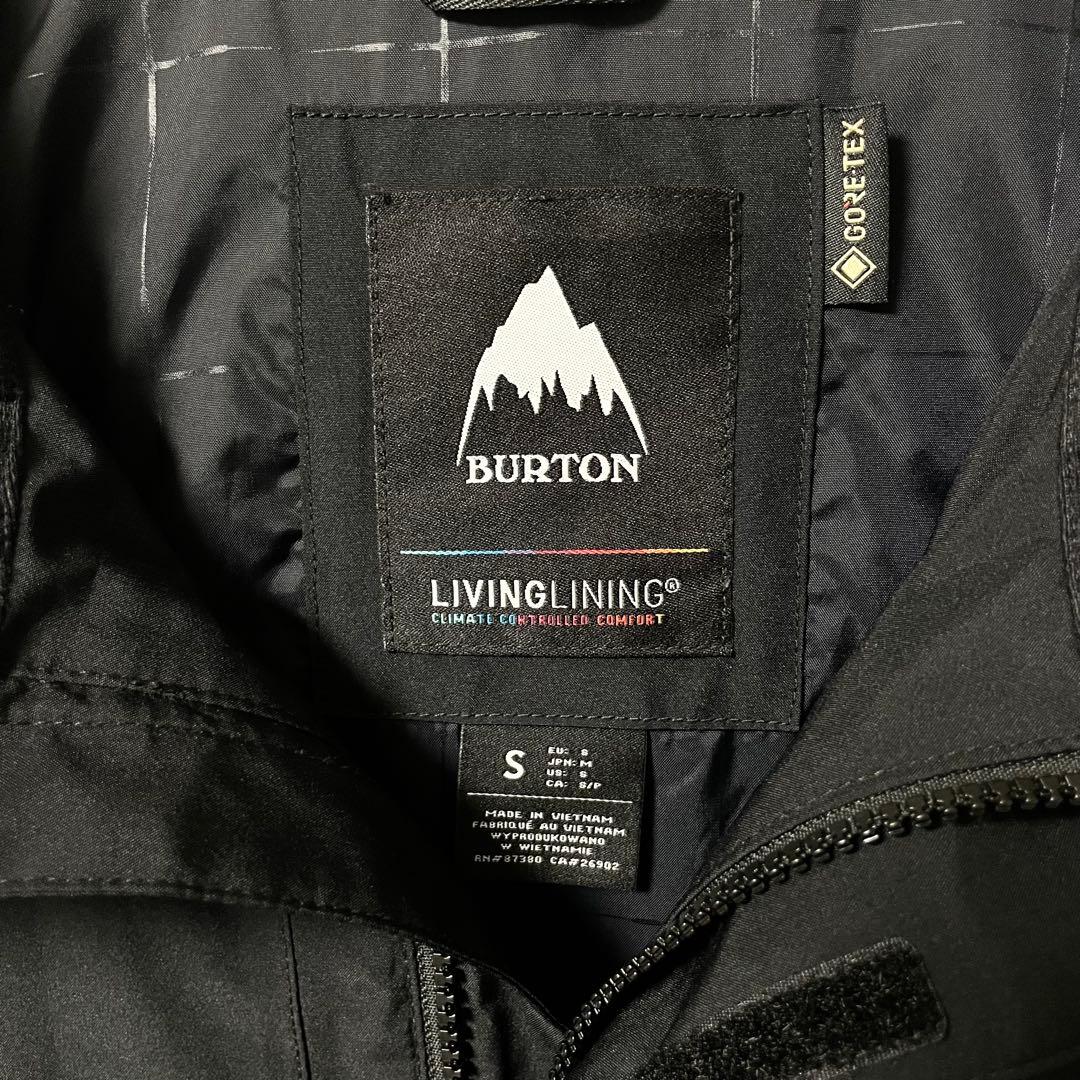 GORE-TEX
BURTON
LIVINGLINING®
CLIMATE CONTROLLED COMFORT
S
EU: S
JPN: M
US: S
CA: S/P
MADE IN VIETNAM
FABRIQUÉ AU VIETNAM
WYPRODUKOWANO
W WIETNAMIE
RN#87380 CA#26902